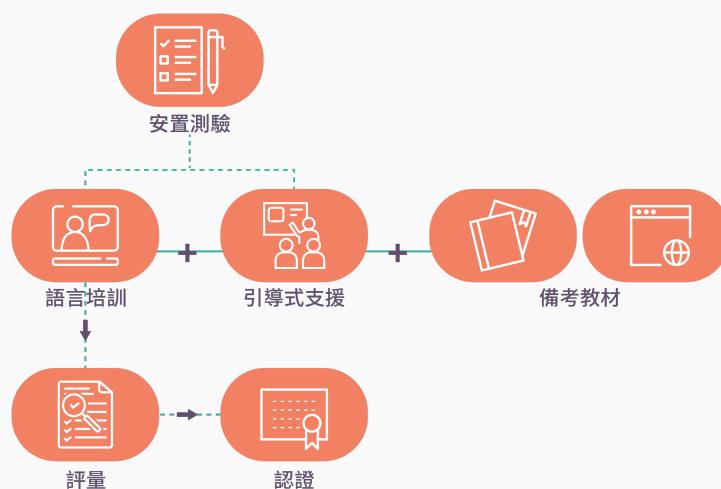 安置測驗
語言培訓
引導式支援
備考教材
評量
認證